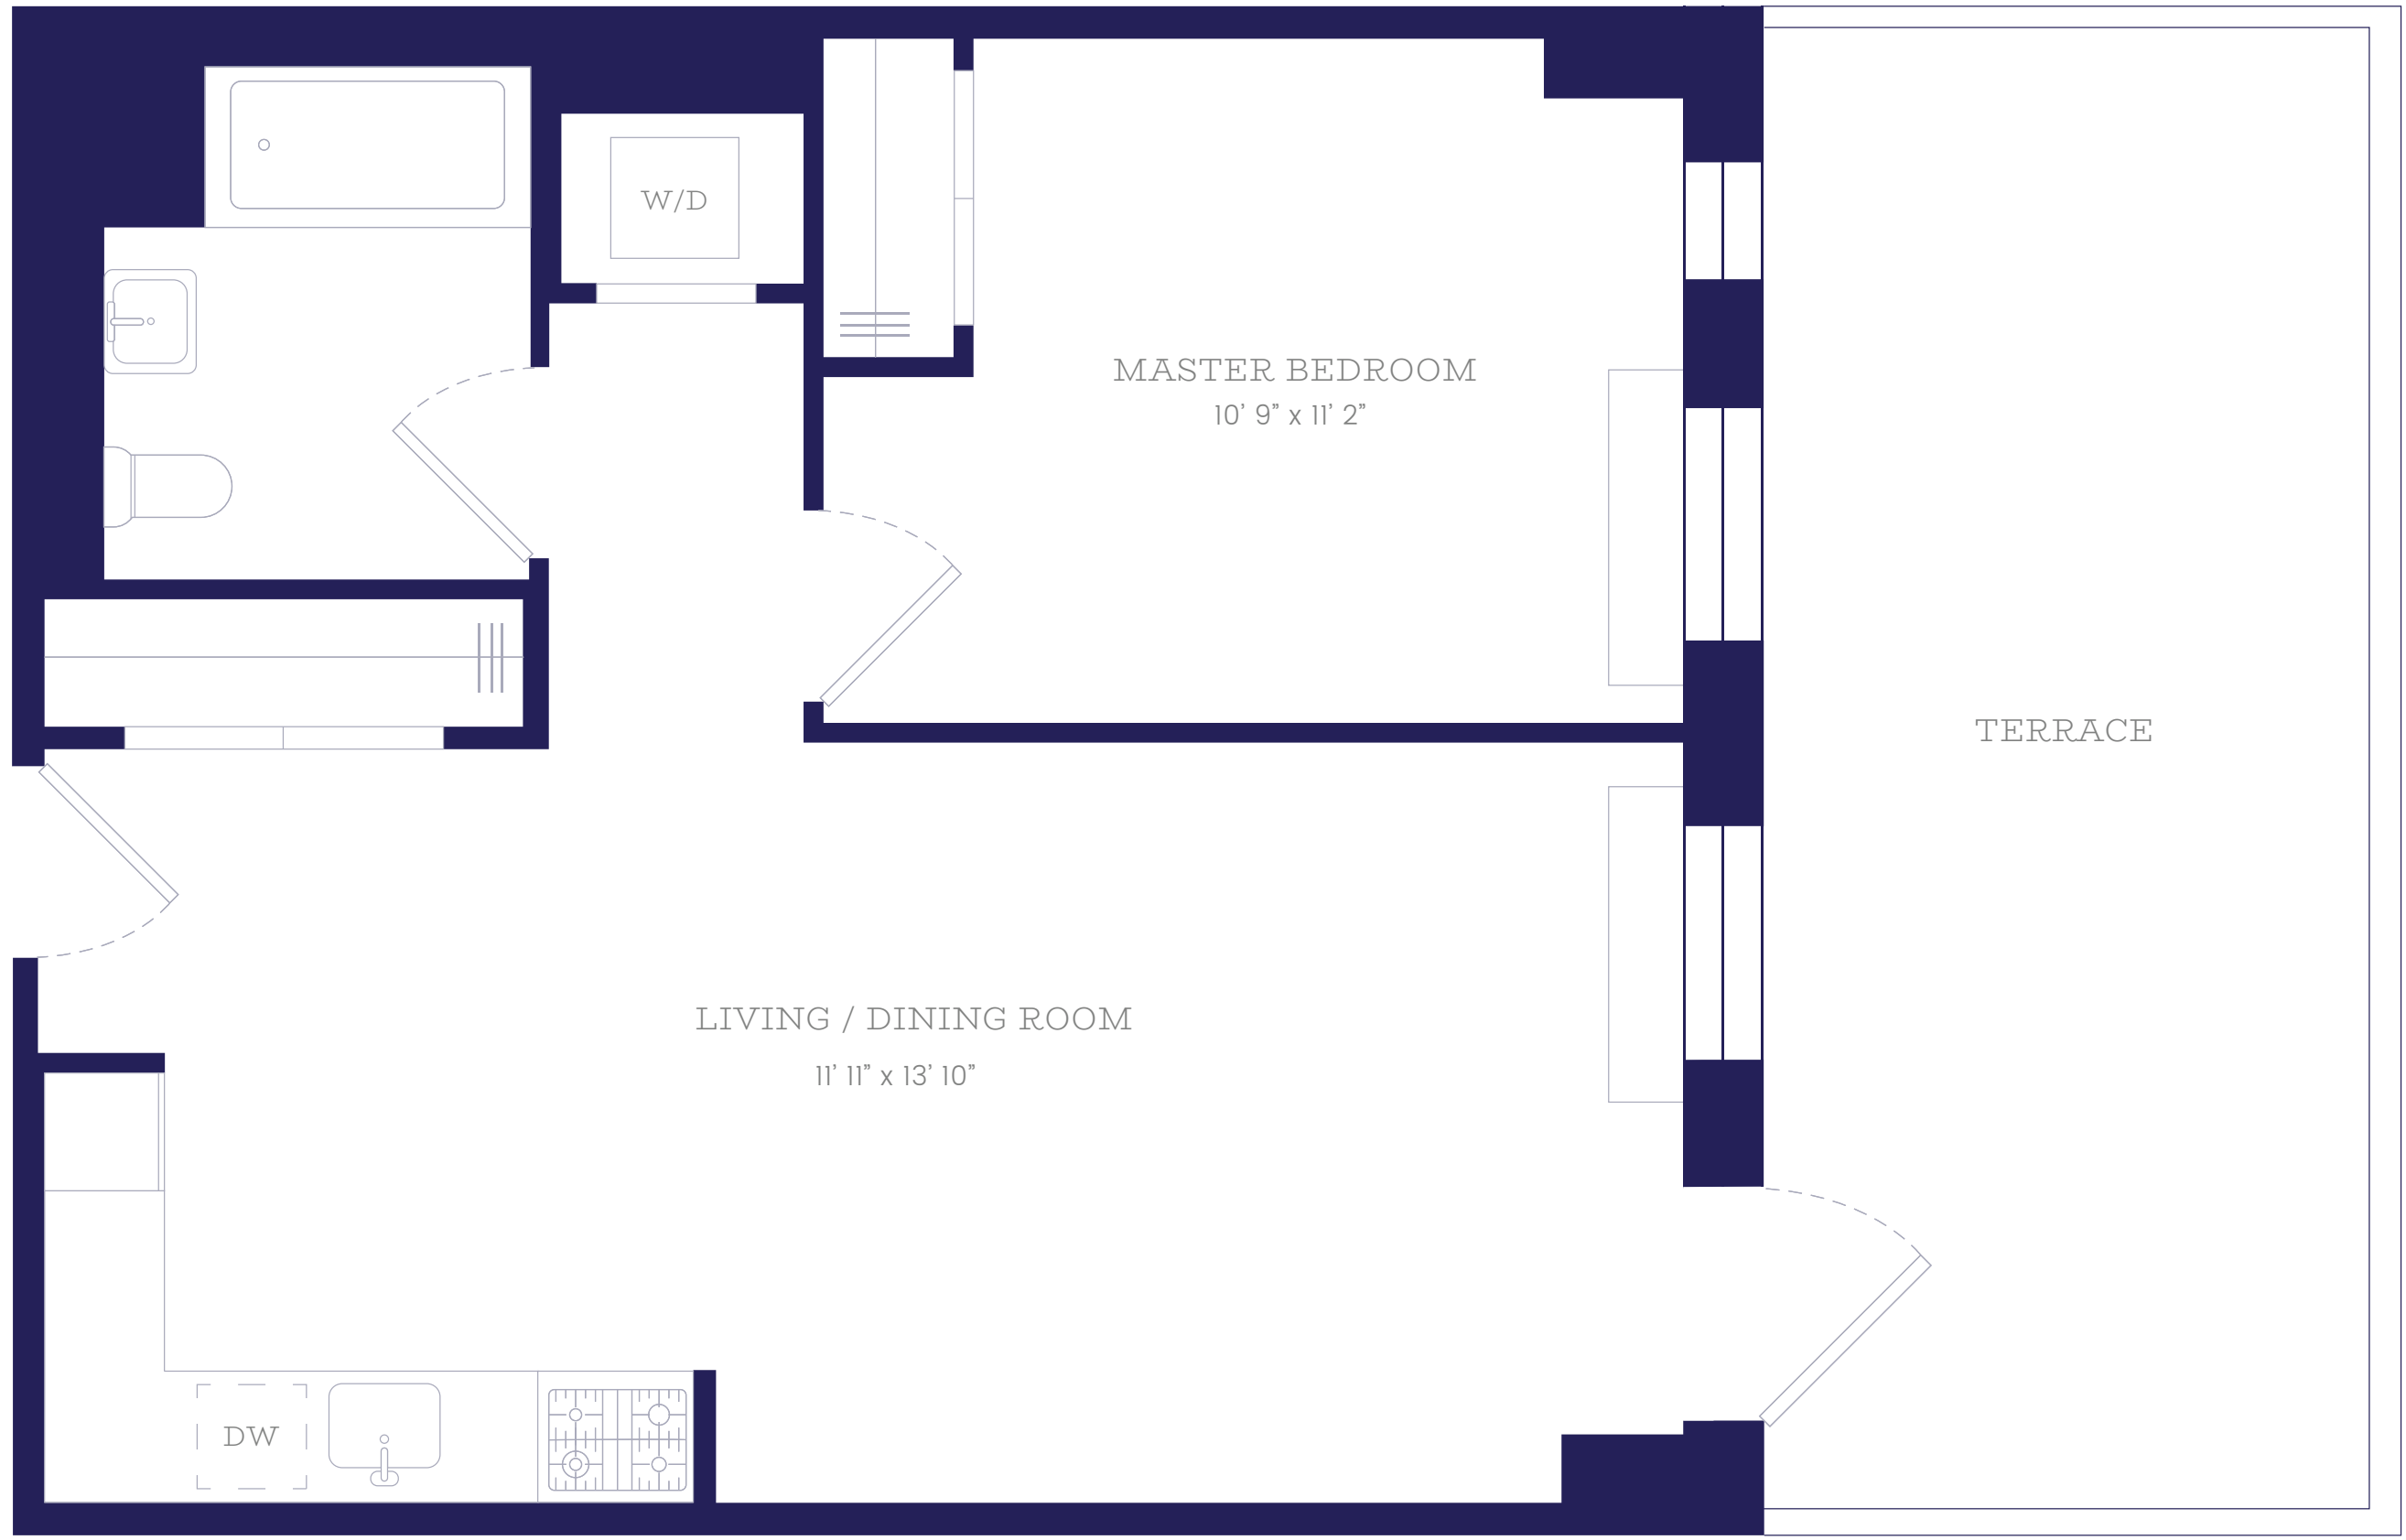 W/D
MASTER BEDROOM
10’ 9” x 11’ 2”
TERRACE
LIVING / DINING ROOM
11’ 11” x 13’ 10”
DW